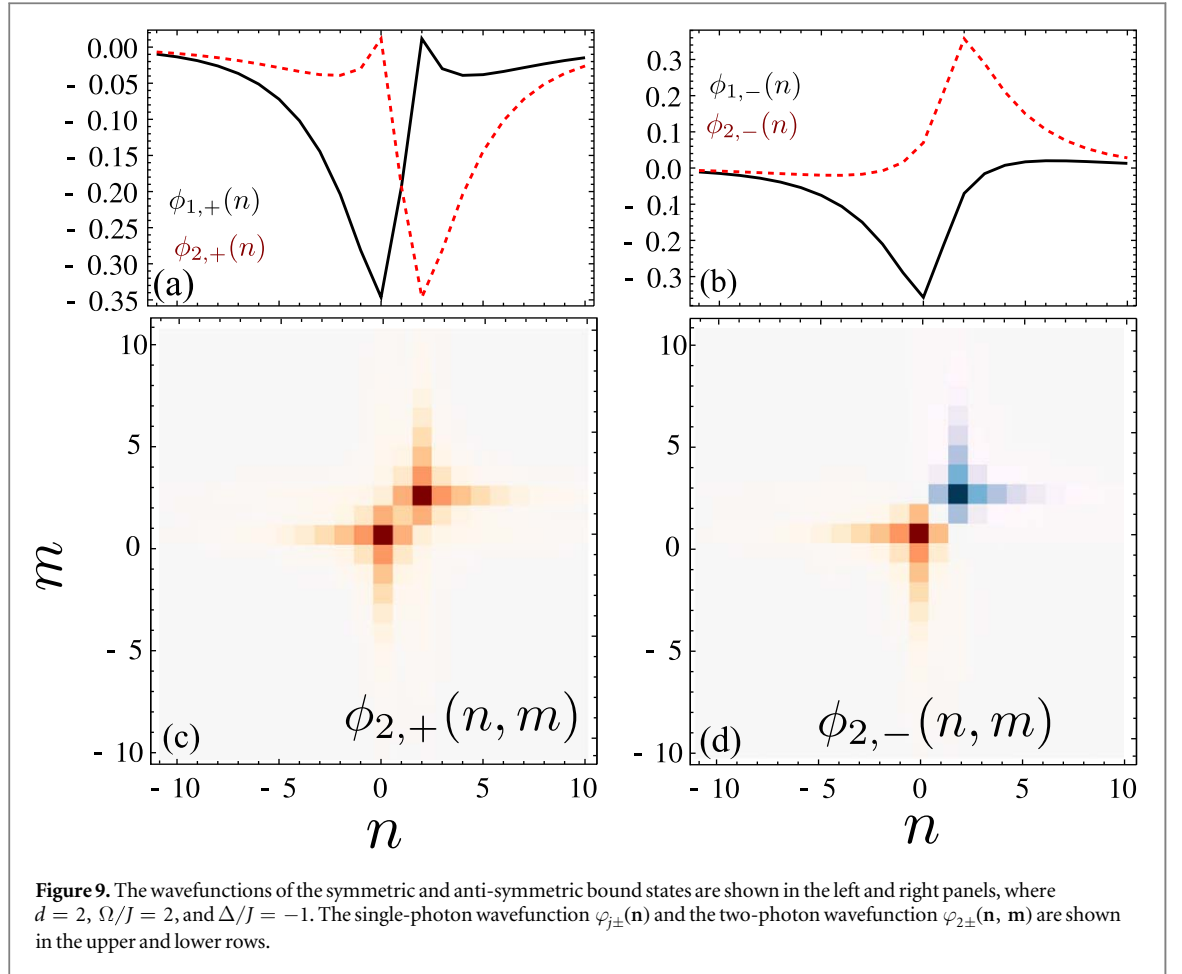 0.00
- 0.05
- 0.10
- 0.15
- 0.20
- 0.25
- 0.30
- 0.35
ϕ1,+(n)
ϕ2,+(n)
(a)
0.3
0.2
0.1
0.0
- 0.1
- 0.2
- 0.3
ϕ1,−(n)
ϕ2,−(n)
(b)
10
5
0
- 5
- 10
m
(c)
ϕ2,+(n, m)
- 10 - 5 0 5 10
n
10
5
0
- 5
- 10
(d)
ϕ2,−(n, m)
- 10 - 5 0 5 10
n
Figure 9. The wavefunctions of the symmetric and anti-symmetric bound states are shown in the left and right panels, where
d = 2, Ω/J = 2, and Δ/J = −1. The single-photon wavefunction φj±(n) and the two-photon wavefunction φ2±(n, m) are shown
in the upper and lower rows.